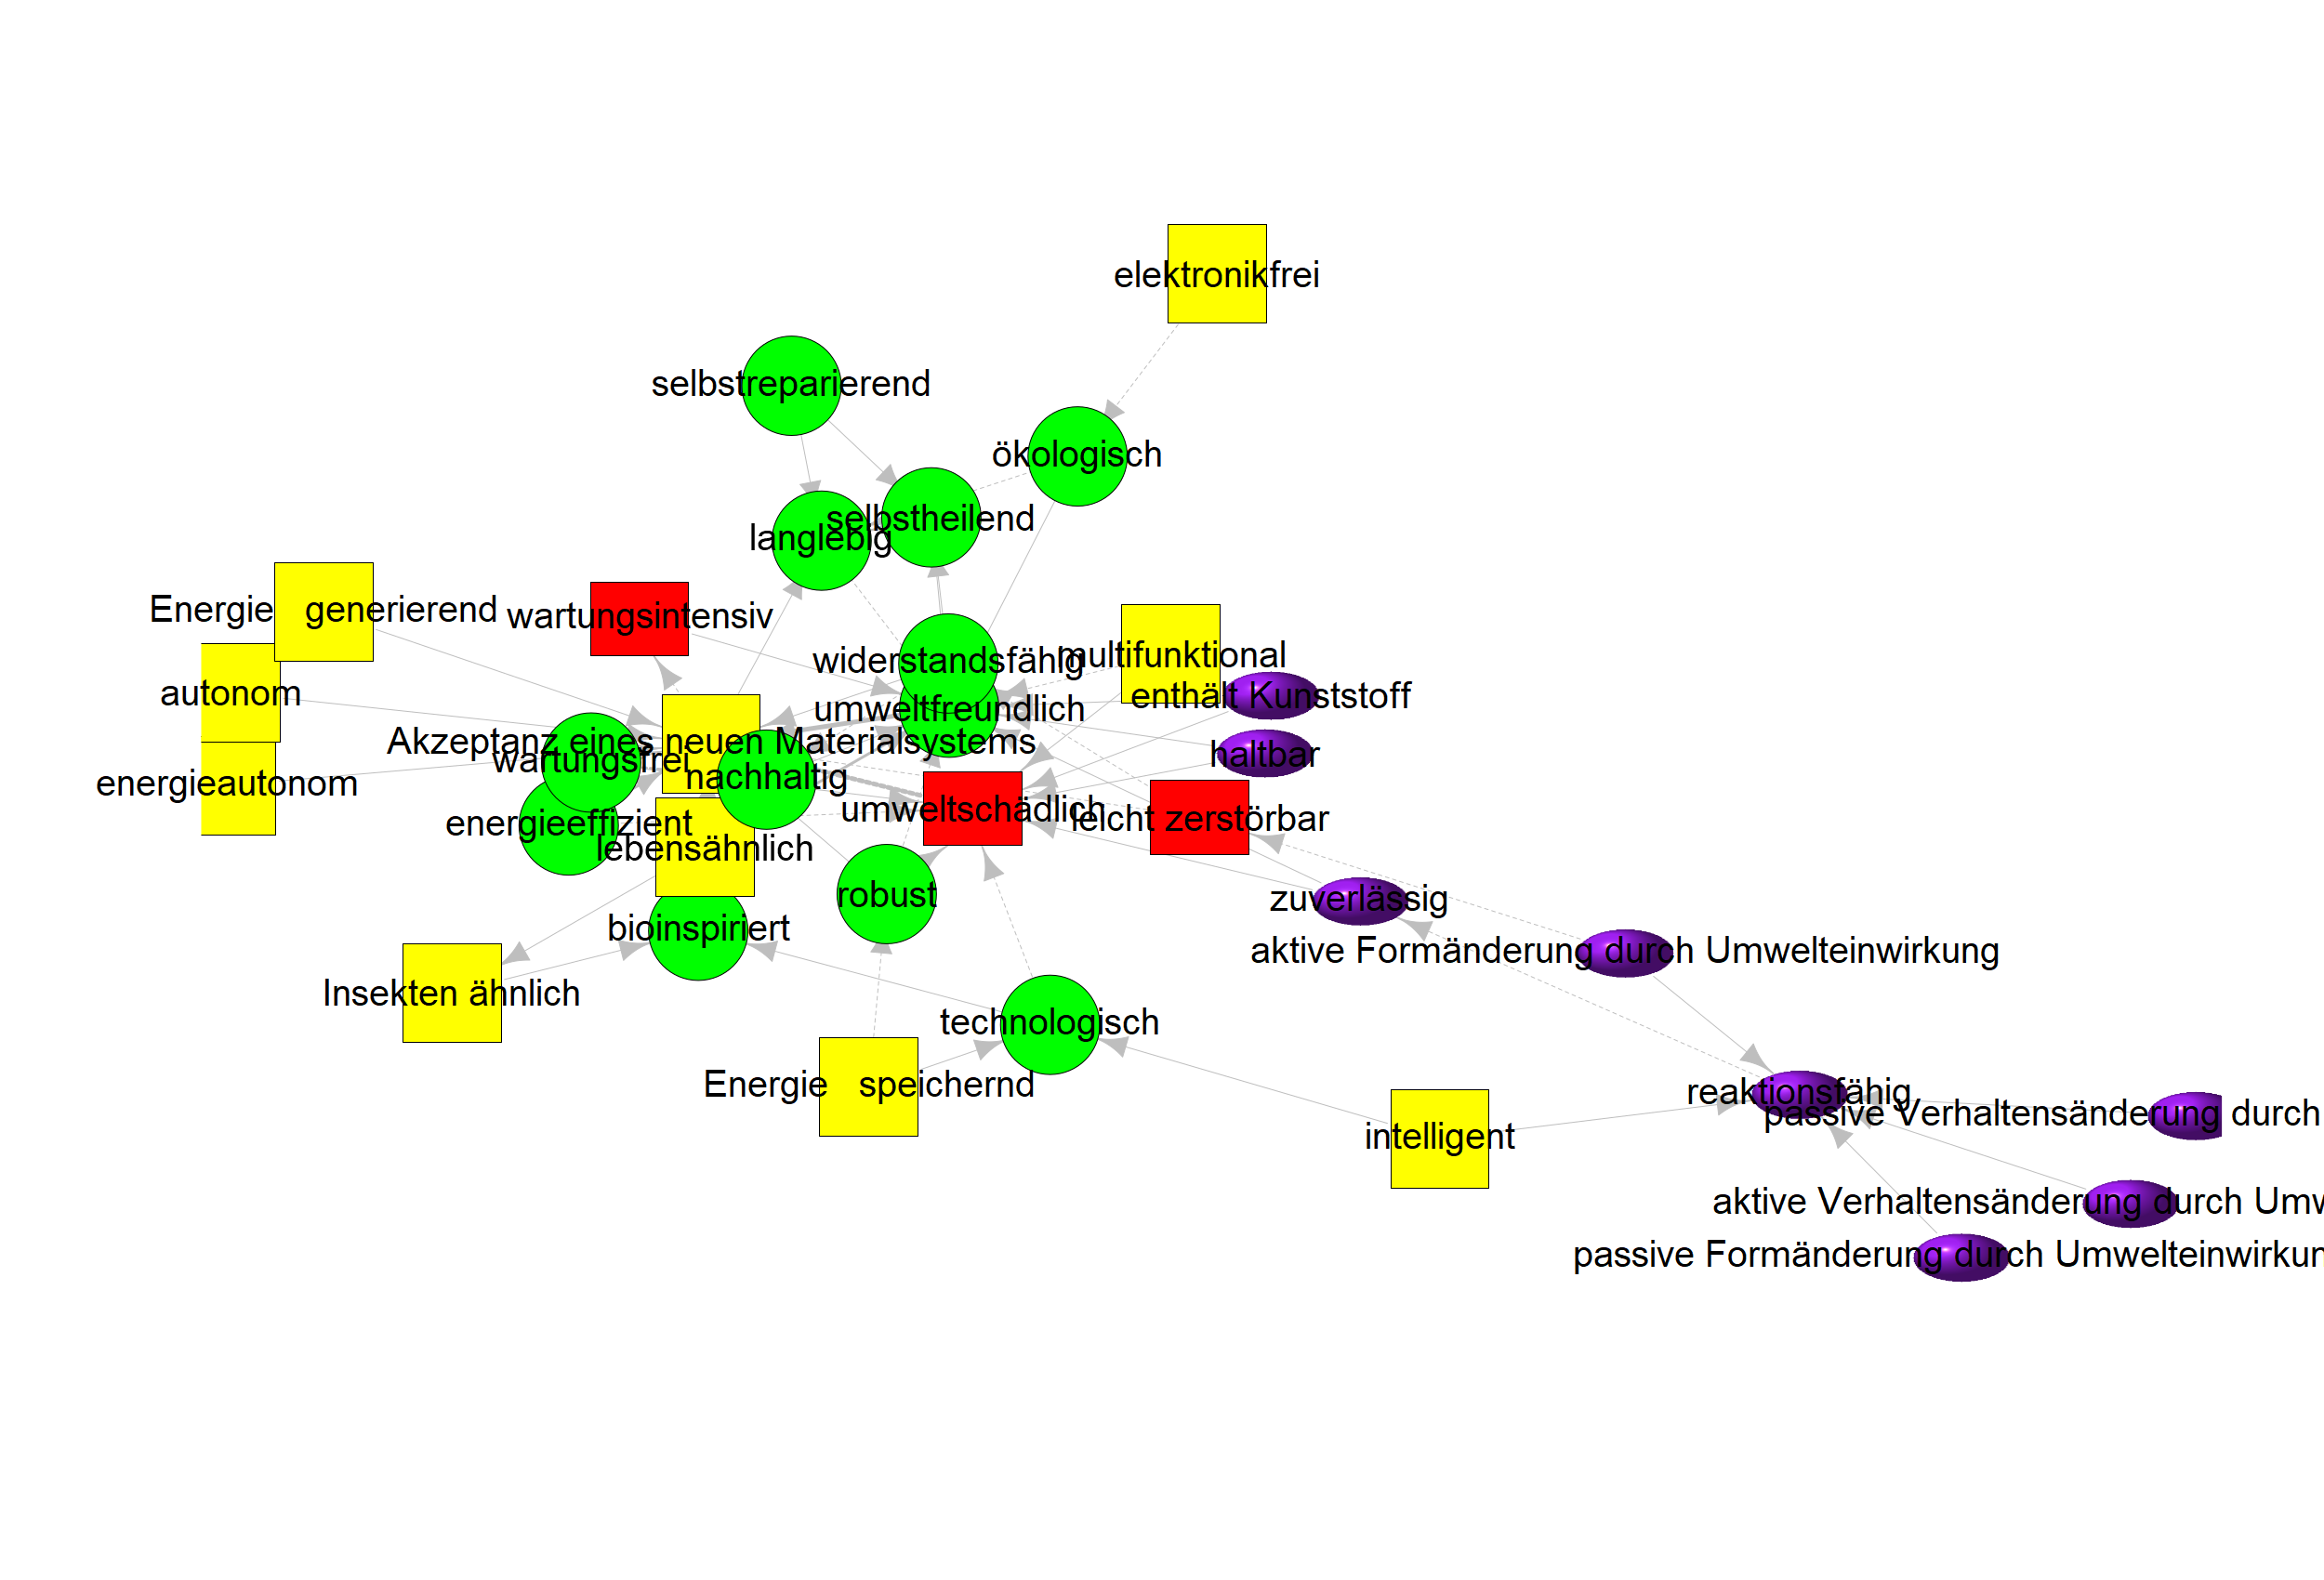 elektronikfrei
selbstreparierend
ökologisch
selbstheilend
langlebig
Energie generierend
wartungsintensiv
widerstandsfähig
multifunktional
autonom
enthält Kunststoff
umweltfreundlich
Akzeptanz eines neuen Materialsystems
haltbar
wartungsfrei
nachhaltig
energieautonom
umweltschädlich
leicht zerstörbar
energieeffizient
lebensähnlich
robust
zuverlässig
bioinspiriert
aktive Formänderung durch Umwelteinwirkung
Insekten ähnlich
technologisch
Energie speichernd
reaktionsfähig
passive Verhaltensänderung durch
intelligent
aktive Verhaltensänderung durch Umw
passive Formänderung durch Umwelteinwirkun